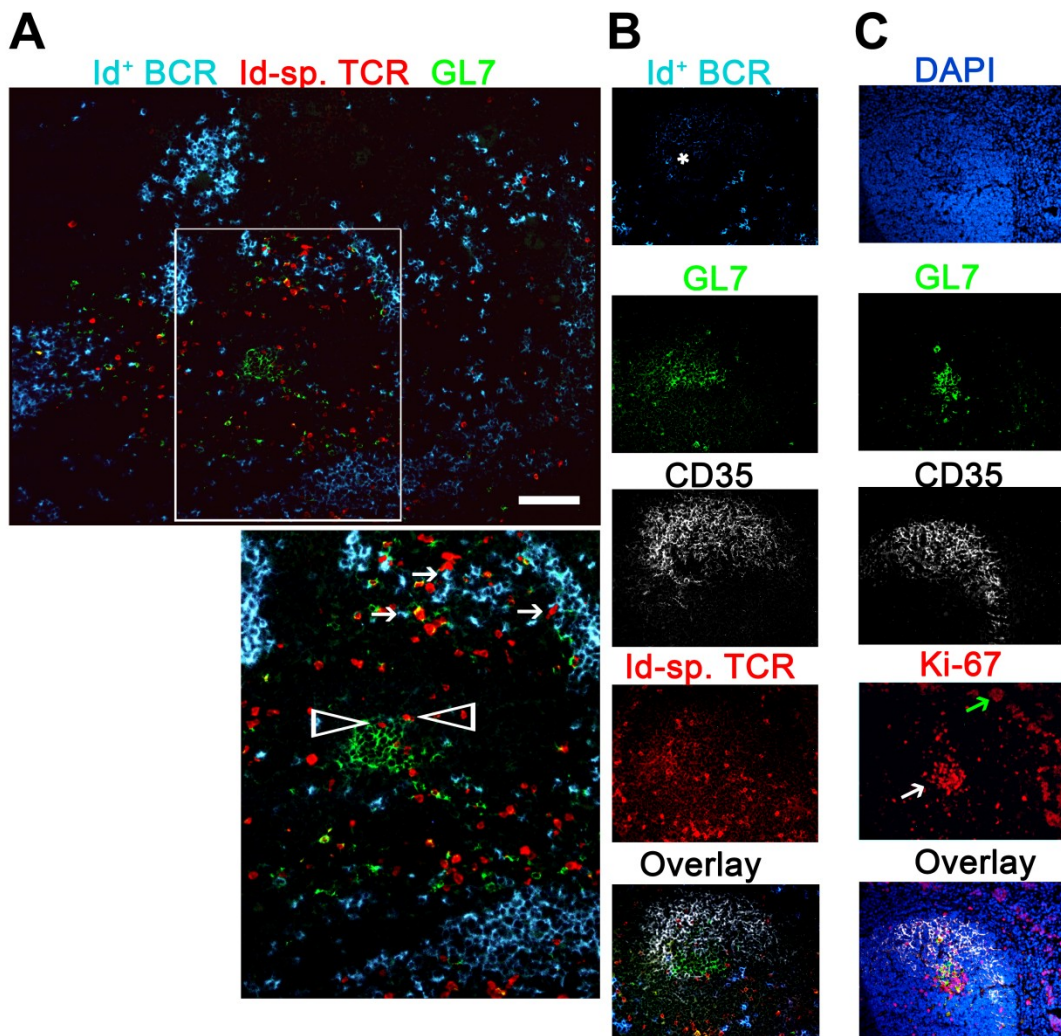 A
Id⁺ BCR Id-sp. TCR GL7
B
Id⁺ BCR
*
GL7
CD35
Id-sp. TCR
Overlay
C
DAPI
GL7
CD35
Ki-67
Overlay